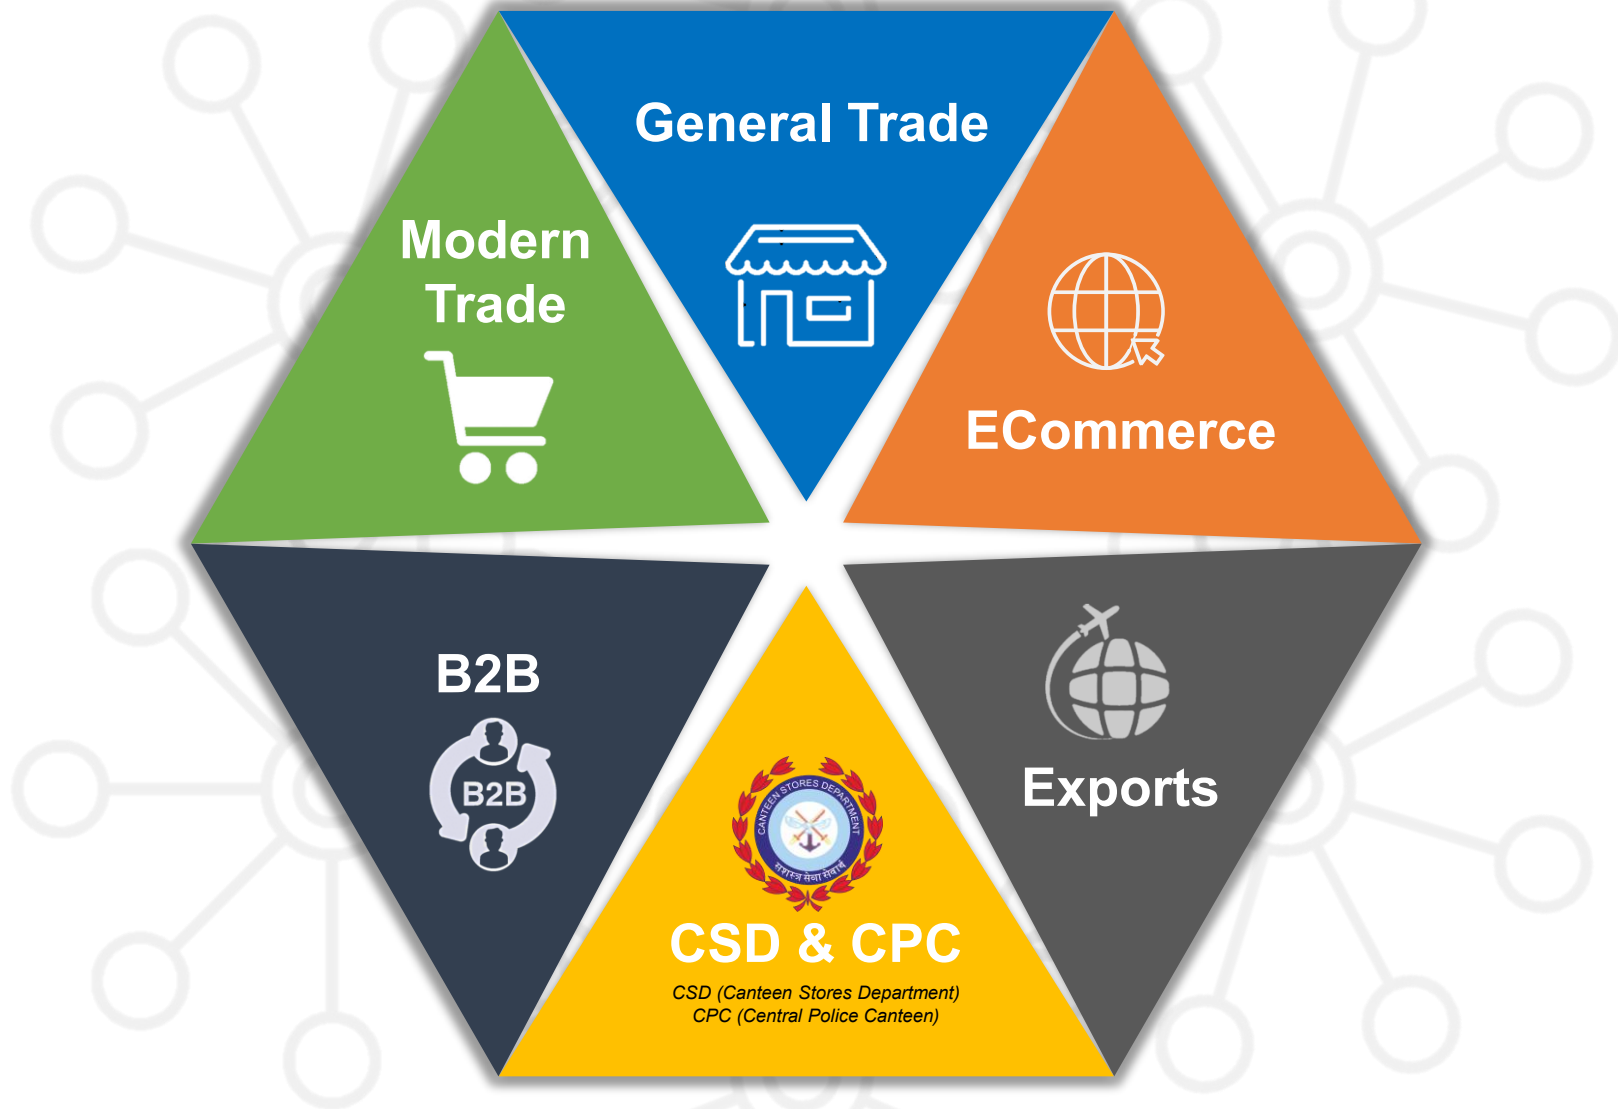 General Trade
Modern
Trade
ECommerce
B2B
B2B
Exports
CANTEEN STORES DEPARTMENT
सशस्त्र सेना सेवार्थ
CSD & CPC
CSD (Canteen Stores Department)
CPC (Central Police Canteen)